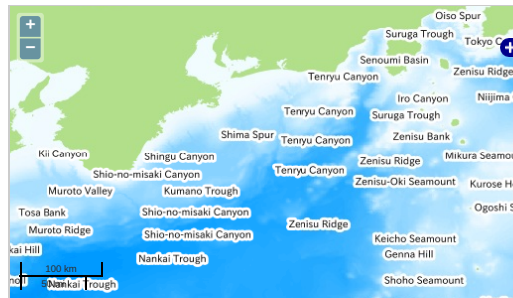 Oiso Spur
+
Suruga Trough
Tokyo C
+
−
Senoumi Basin
Zenisu Ridge
Tenryu Canyon
Iro Canyon
Niijima
Tenryu Canyon
Suruga Trough
Shima Spur
Zenisu Bank
Tenryu Canyon
Kii Canyon
Shingu Canyon
Zenisu Ridge
Mikura Seamou
Shio-no-misaki Canyon
Tenryu Canyon
Muroto Valley
Kumano Trough
Zenisu-Oki Seamount
Kurose H
Tosa Bank
Shio-no-misaki Canyon
Ogoshi S
Zenisu Ridge
Muroto Ridge
Shio-no-misaki Canyon
Keicho Seamount
kai Hill
Genna Hill
Nankai Trough
100 km
Shoho Seamount
Nankai Trough